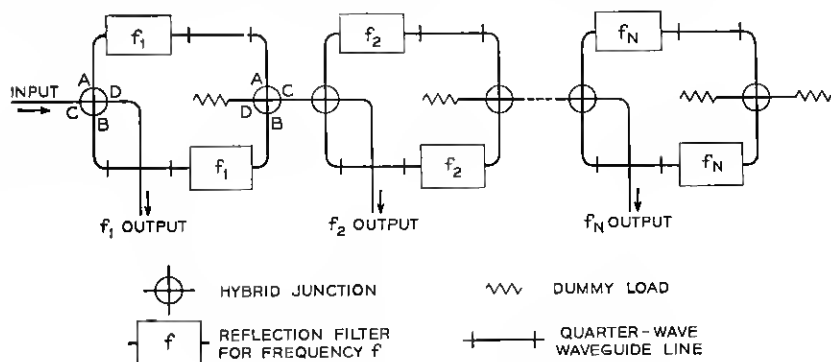 f1 f2 fN
INPUT A D C B A C D B
f1 f2 fN
f1 OUTPUT f2 OUTPUT fN OUTPUT
HYBRID JUNCTION DUMMY LOAD
f REFLECTION FILTER FOR FREQUENCY f
QUARTER-WAVE WAVEGUIDE LINE